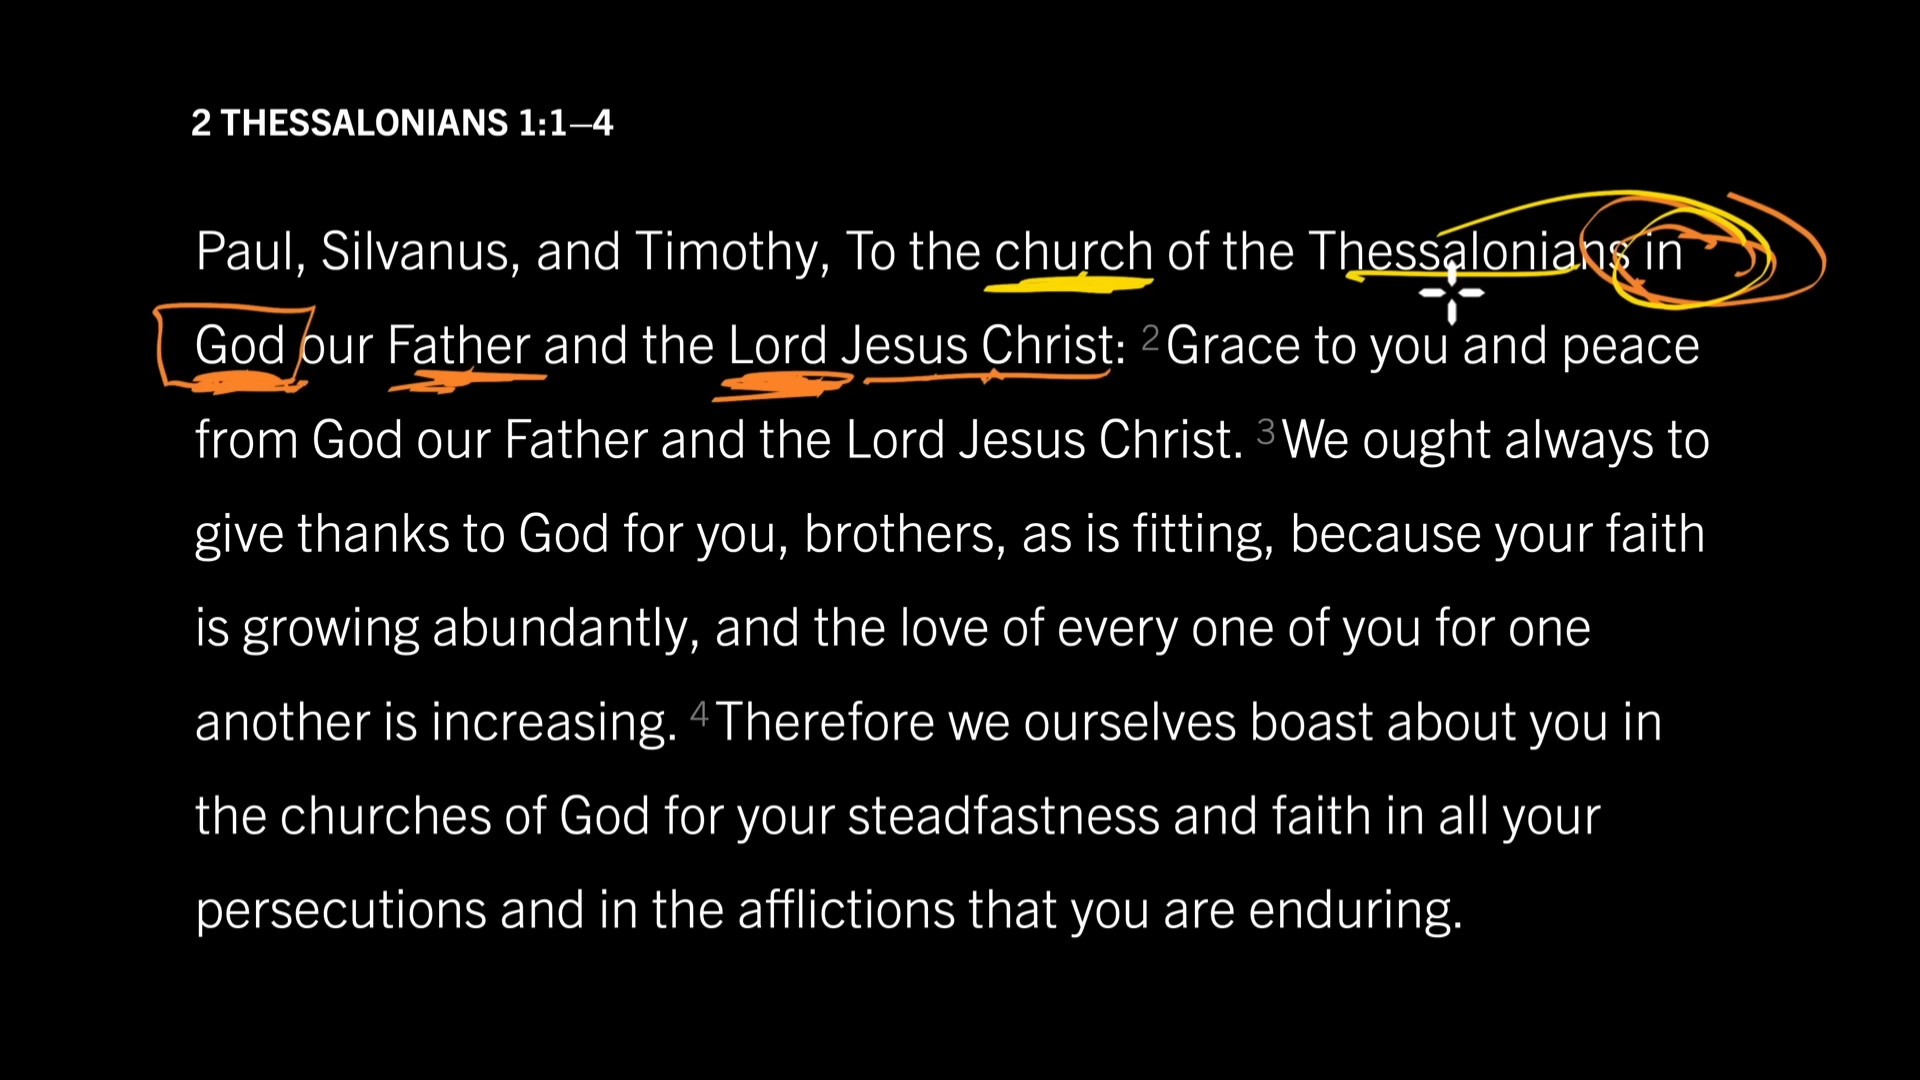 2 THESSALONIANS 1:1–4
Paul, Silvanus, and Timothy, To the church of the Thessalonians in
God our Father and the Lord Jesus Christ: 2 Grace to you and peace
from God our Father and the Lord Jesus Christ. 3 We ought always to
give thanks to God for you, brothers, as is fitting, because your faith
is growing abundantly, and the love of every one of you for one
another is increasing. 4 Therefore we ourselves boast about you in
the churches of God for your steadfastness and faith in all your
persecutions and in the afflictions that you are enduring.